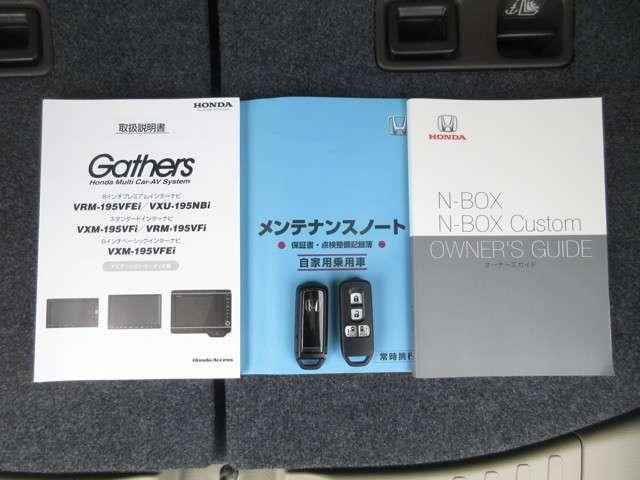 HONDA
取扱説明書
Gathers
Honda Multi Car-AV System
8インチプレミアムインターナビ
VRM-195VFEi/VXU-195NBi
スタンダードインターナビ
VXM-195VFi/VRM-195VFi
8インチベーシックインターナビ
VXM-195VFEi
Honda Access
メンテナンスノート
保証書・点検整備記録簿
自家用乗用車
常時携行
HONDA
N-BOX
N-BOX Custom
OWNER'S GUIDE
オーナーズガイド